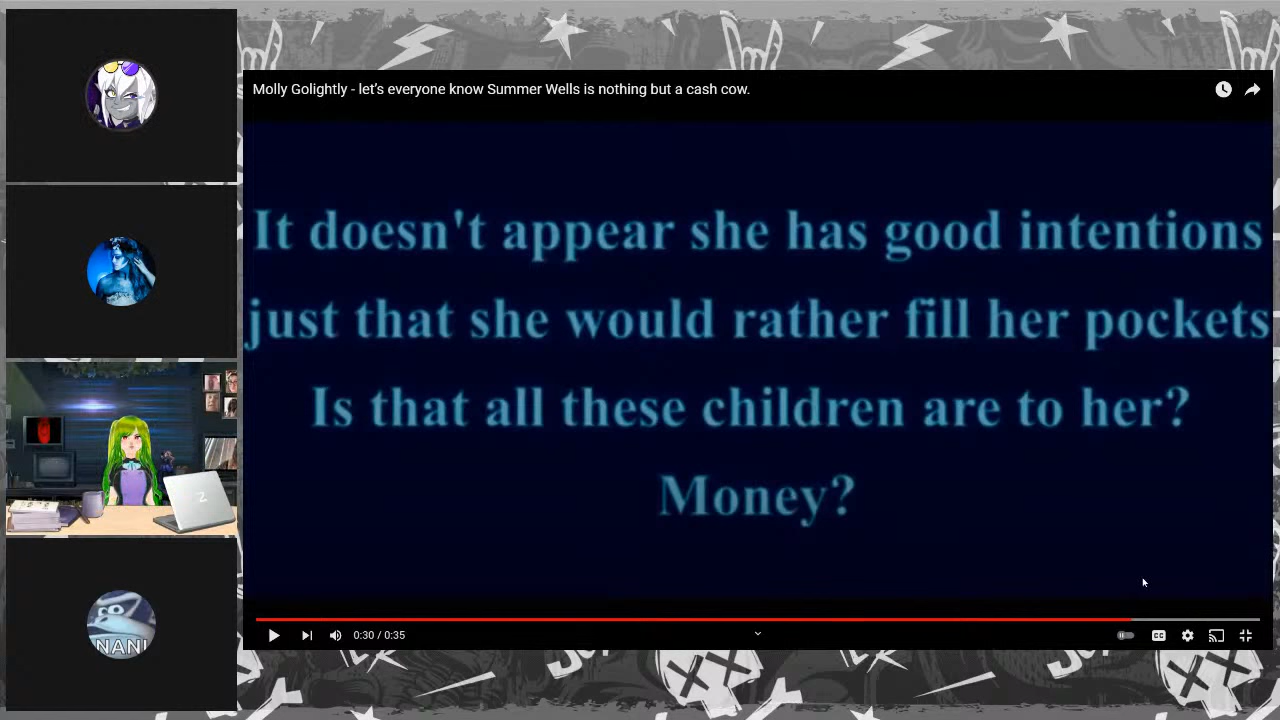 Molly Golightly - let's everyone know Summer Wells is nothing but a cash cow.
It doesn't appear she has good intentions
just that she would rather fill her pockets
Is that all these children are to her?
Money?
0:30 / 0:35
CC
Z
NANI